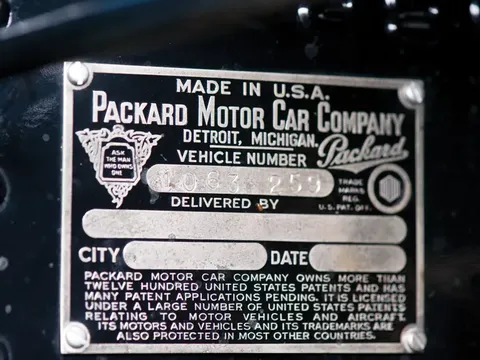 MADE IN U.S.A.
PACKARD MOTOR CAR COMPANY
DETROIT, MICHIGAN.
Packard
VEHICLE NUMBER
ASK
THE MAN
WHO OWNS
ONE
1083 259
TRADE
MARKS
REG.
U.S. PAT. OFF.
DELIVERED BY
CITY
DATE
PACKARD MOTOR CAR COMPANY OWNS MORE THAN
TWELVE HUNDRED UNITED STATES PATENTS AND HAS
MANY PATENT APPLICATIONS PENDING. IT IS LICENSED
UNDER A LARGE NUMBER OF UNITED STATES PATENTS
RELATING TO MOTOR VEHICLES AND AIRCRAFT.
ITS MOTORS AND VEHICLES AND ITS TRADEMARKS ARE
ALSO PROTECTED IN MOST OTHER COUNTRIES.